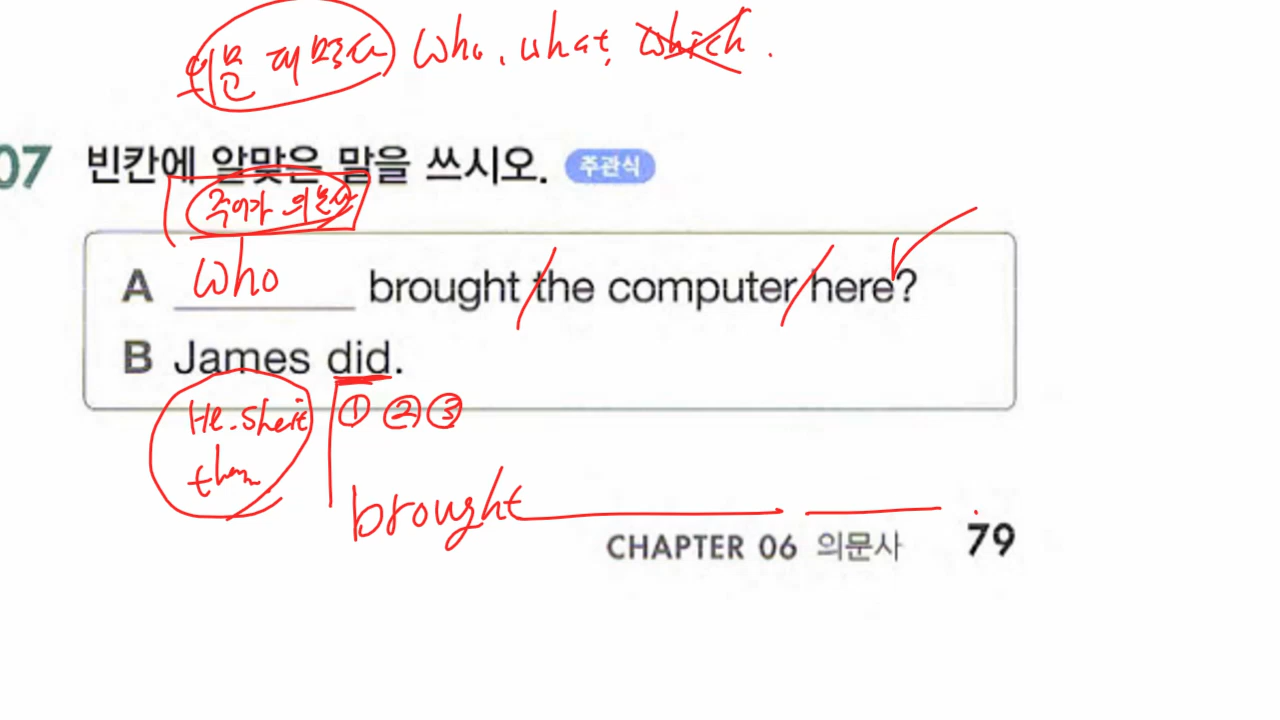 의문 대명사 who, what, which.
07 빈칸에 알맞은 말을 쓰시오. 주관식
주어가 의문사
A who brought the computer here?
B James did.
He. She it ① ② ③
them
brought
CHAPTER 06 의문사 79